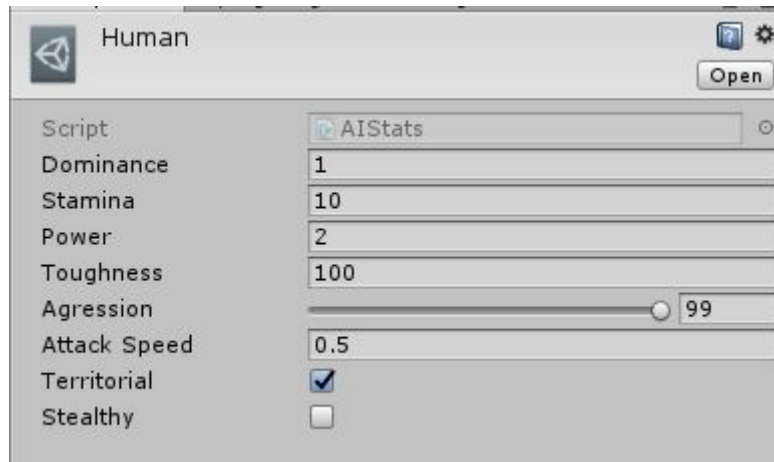 Human
Open
Script AIStats
Dominance 1
Stamina 10
Power 2
Toughness 100
Agression 99
Attack Speed 0.5
Territorial
Stealthy